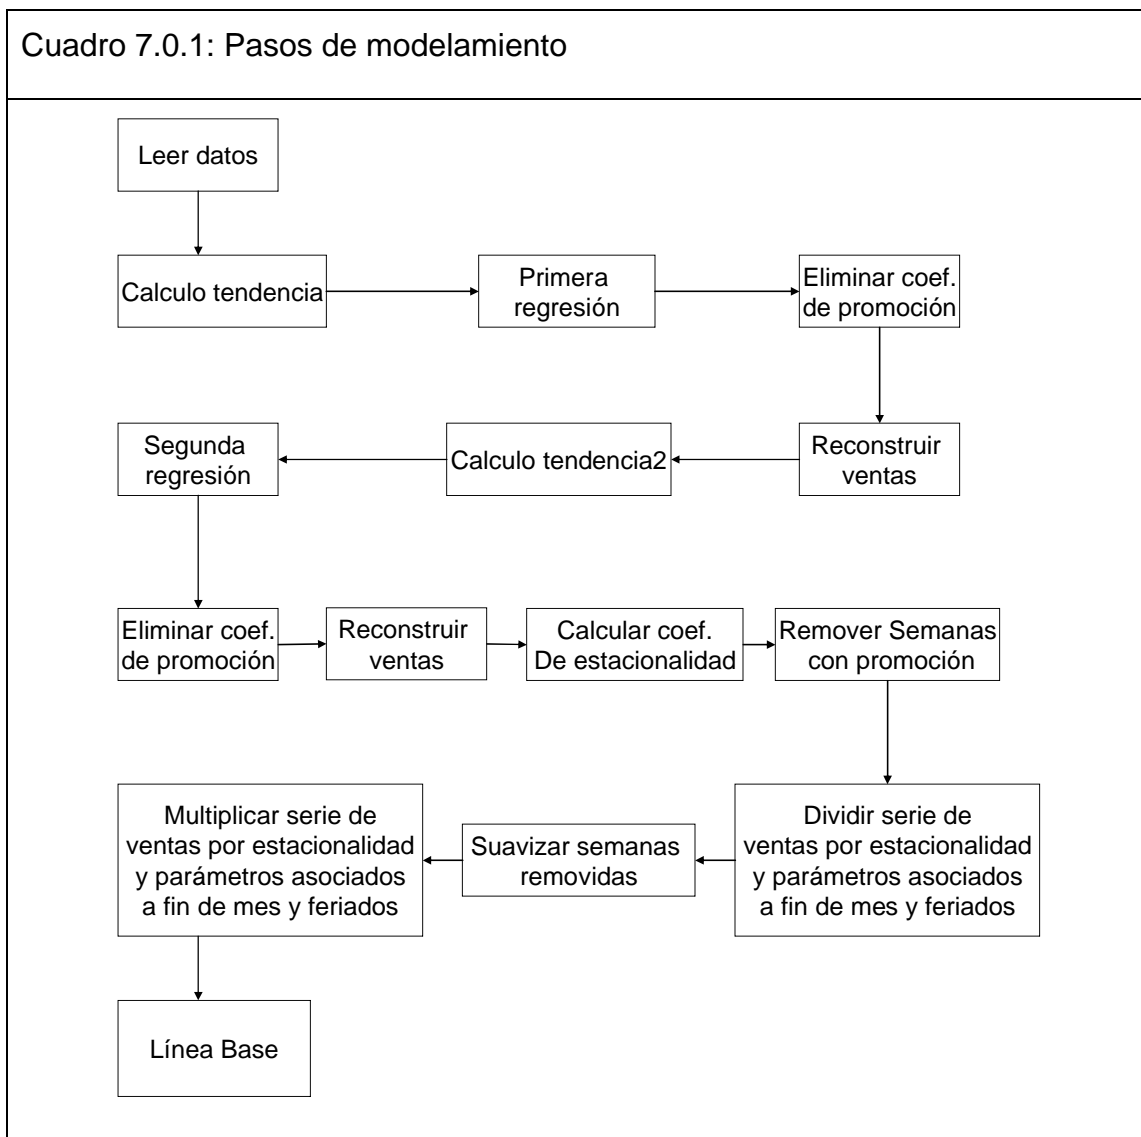 Cuadro 7.0.1: Pasos de modelamiento
Leer datos
Calculo tendencia
Primera
regresión
Eliminar coef.
de promoción
Reconstruir
ventas
Calculo tendencia2
Segunda
regresión
Eliminar coef.
de promoción
Reconstruir
ventas
Calcular coef.
De estacionalidad
Remover Semanas
con promoción
Dividir serie de
ventas por estacionalidad
y parámetros asociados
a fin de mes y feriados
Suavizar semanas
removidas
Multiplicar serie de
ventas por estacionalidad
y parámetros asociados
a fin de mes y feriados
Línea Base